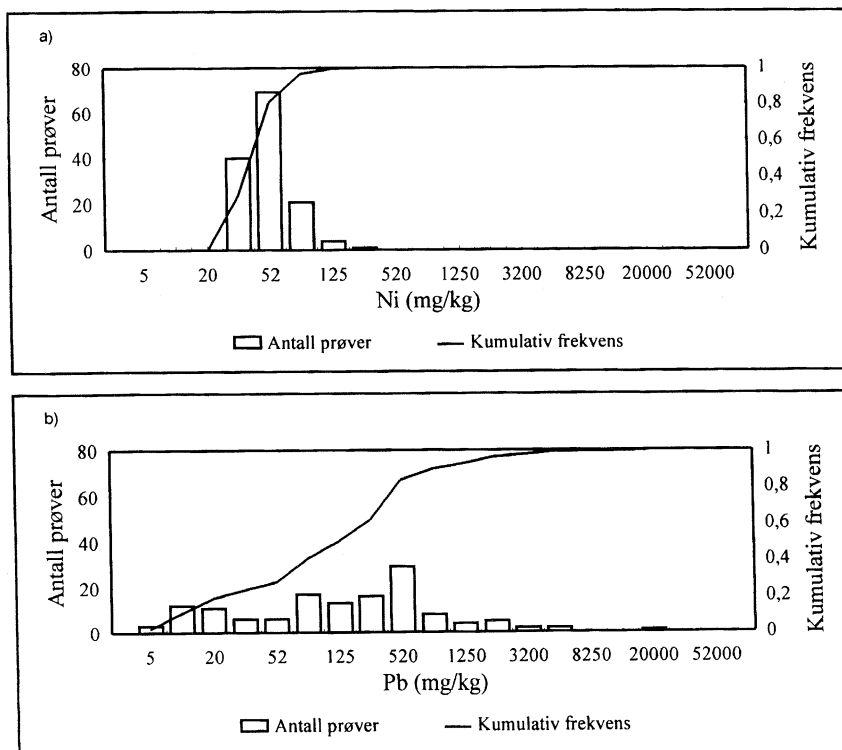 a)
80
60
40
20
0
Antall prøver
1
0,8
0,6
0,4
0,2
0
Kumulativ frekvens
5 20 52 125 520 1250 3200 8250 20000 52000
Ni (mg/kg)
Antall prøver Kumulativ frekvens
b)
80
60
40
20
0
Antall prøver
1
0,8
0,6
0,4
0,2
0
Kumulativ frekvens
5 20 52 125 520 1250 3200 8250 20000 52000
Pb (mg/kg)
Antall prøver Kumulativ frekvens